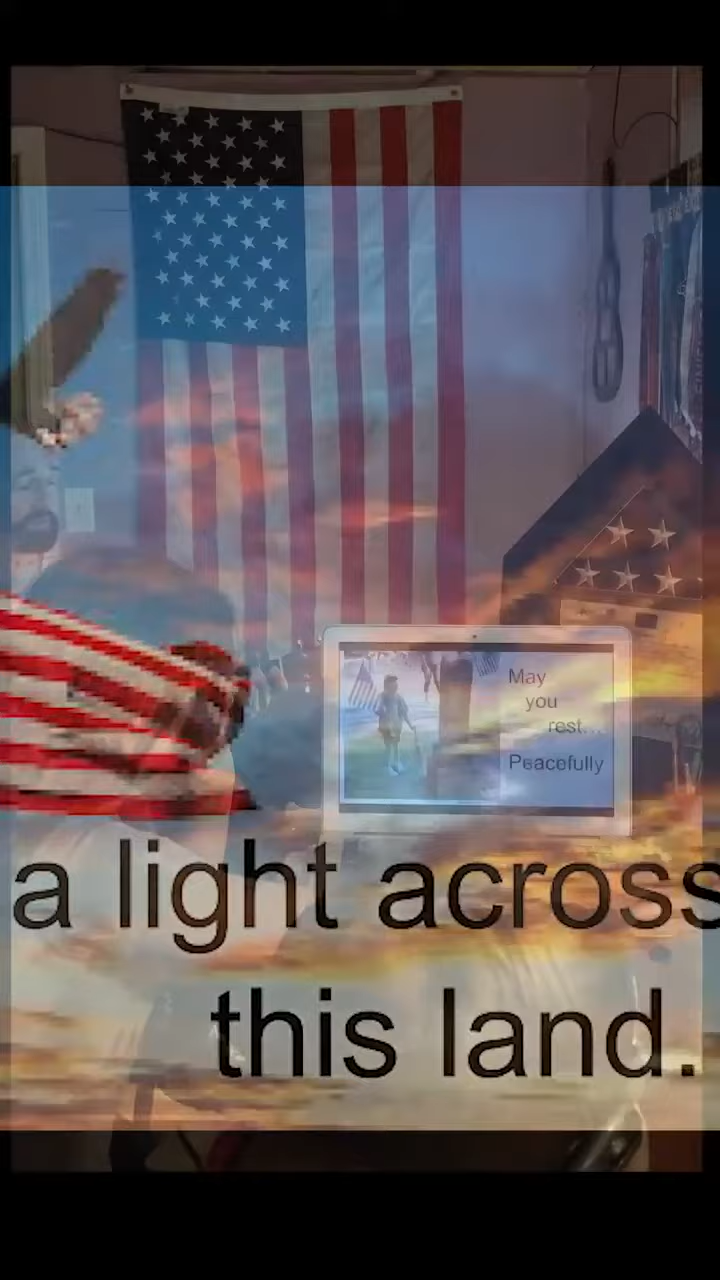 May
you
rest...
Peacefully
a light across
this land.